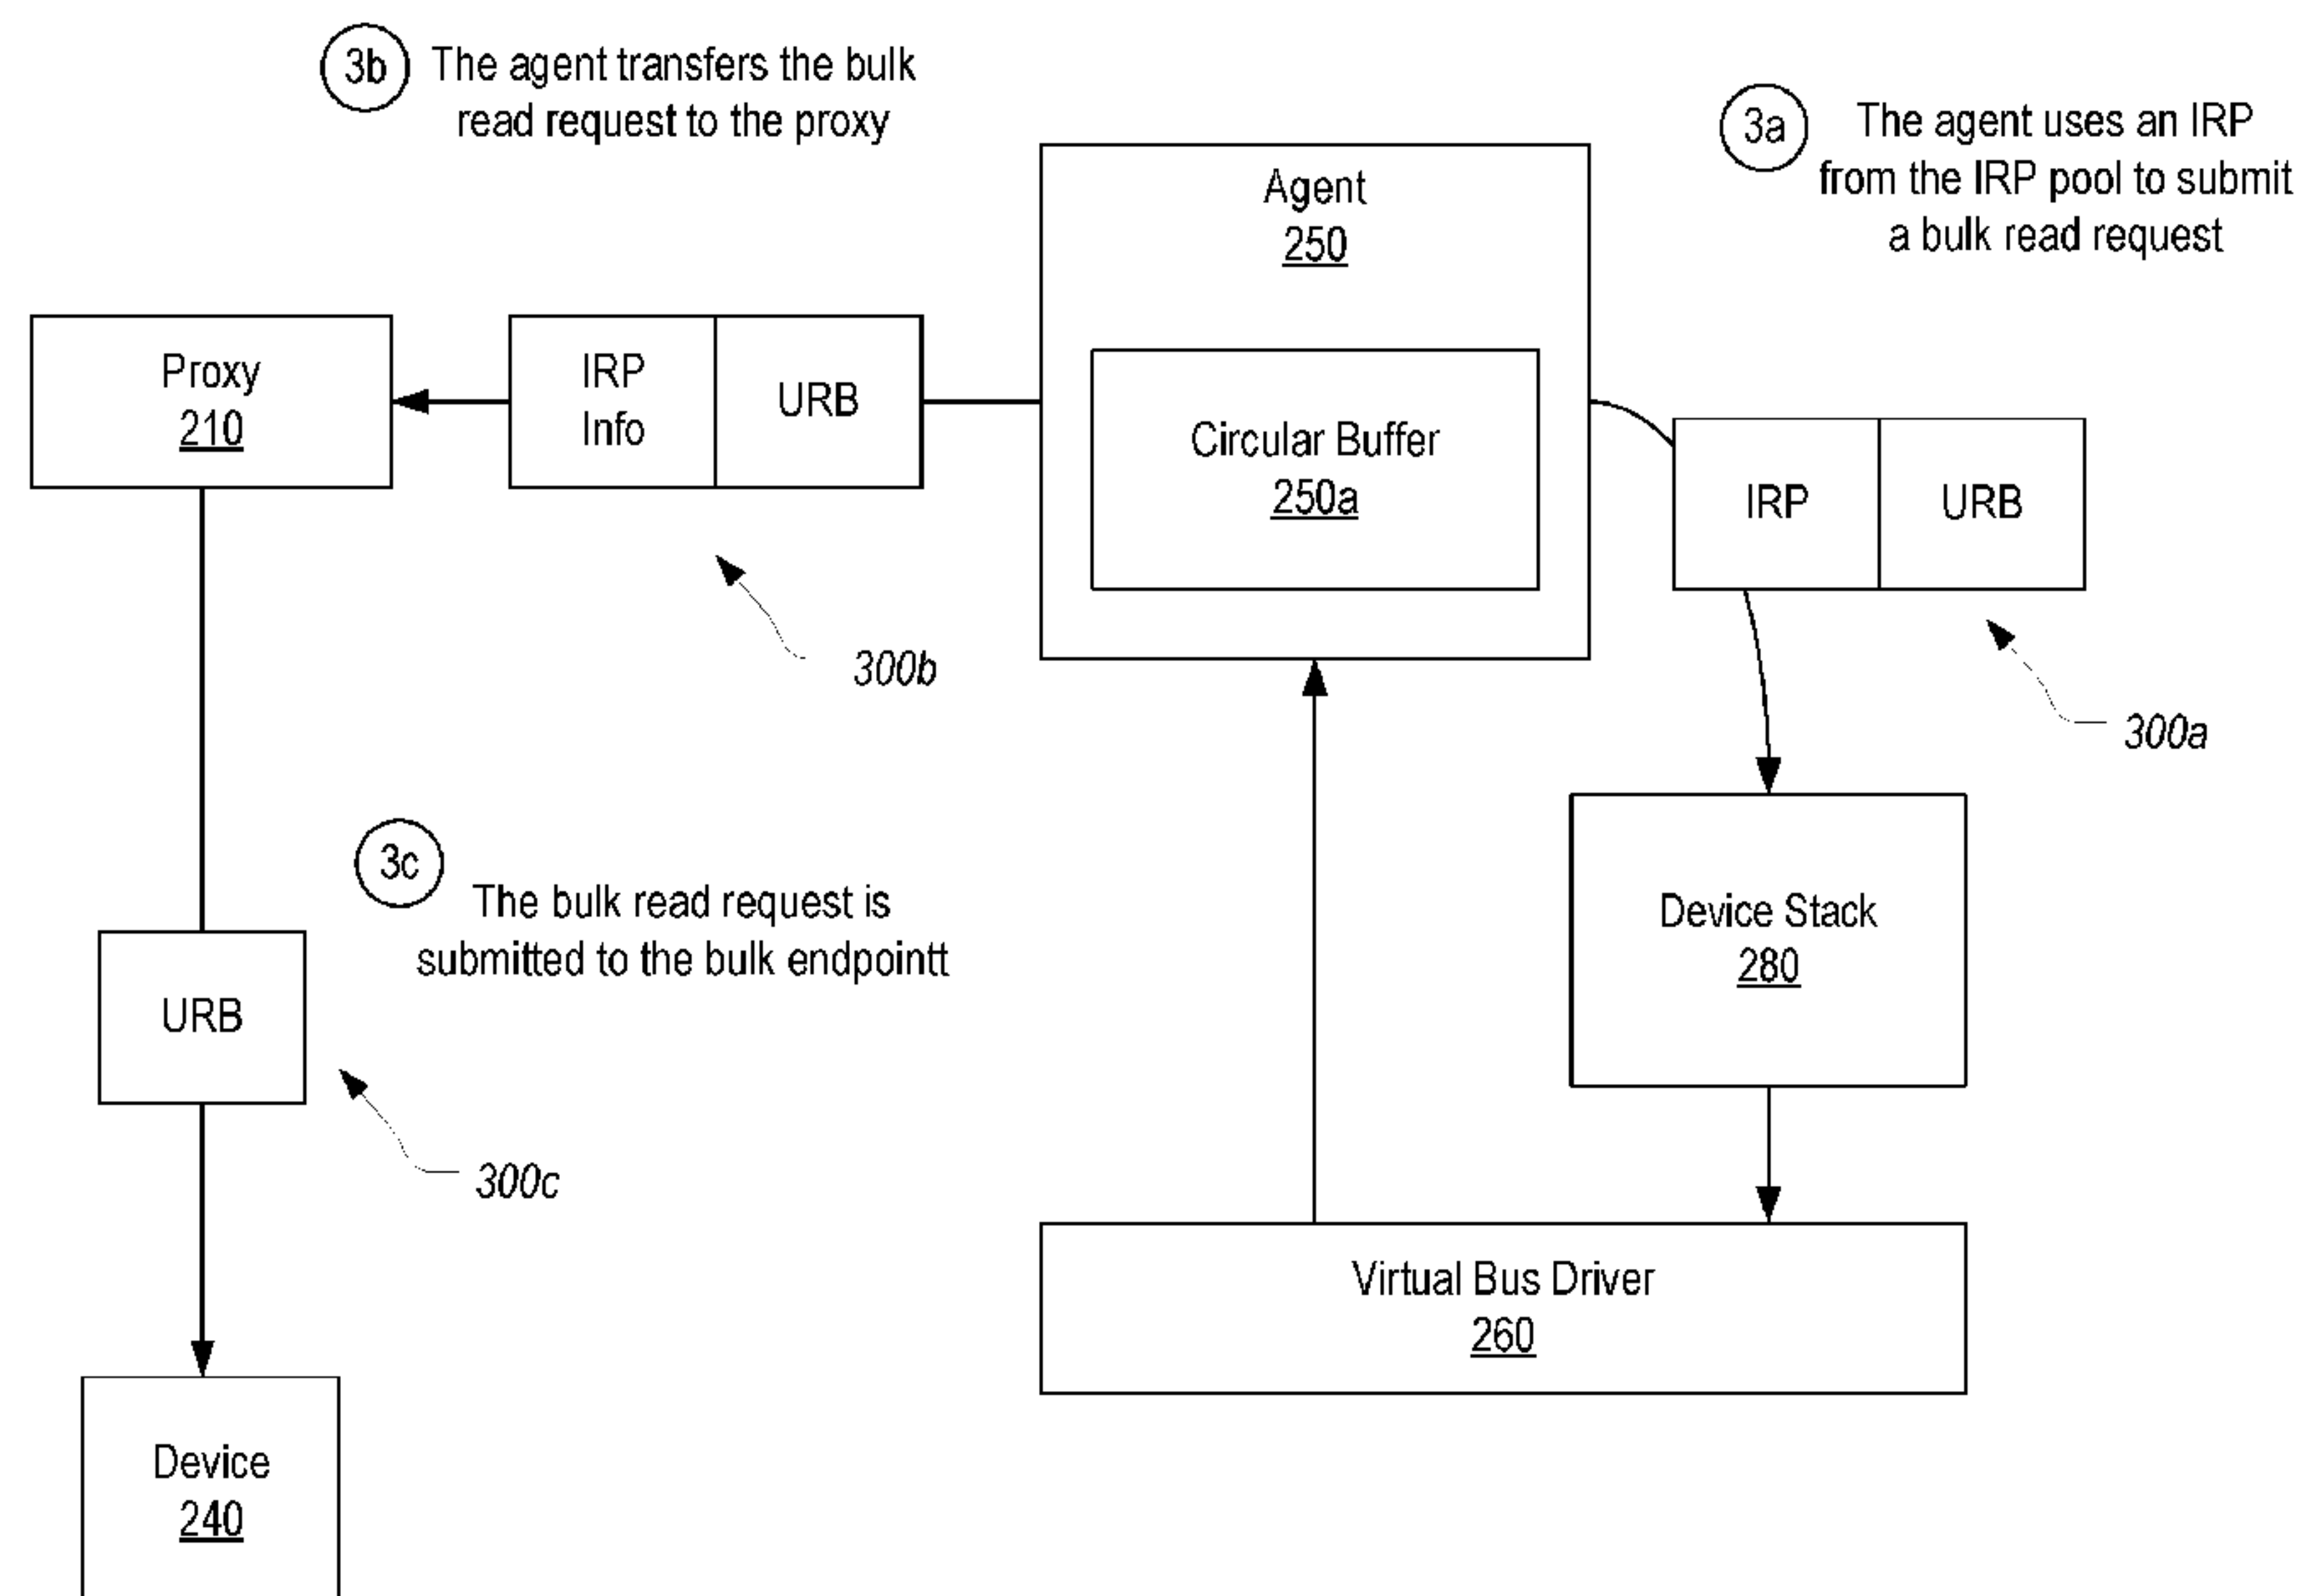 3b
The agent transfers the bulk
read request to the proxy
3a
The agent uses an IRP
from the IRP pool to submit
a bulk read request
Agent
250
Proxy
210
IRP
Info
URB
Circular Buffer
250a
IRP
URB
300b
300a
3c
The bulk read request is
submitted to the bulk endpointt
Device Stack
280
URB
300c
Virtual Bus Driver
260
Device
240